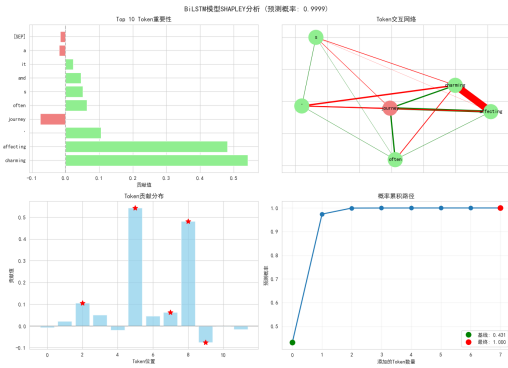 BiLSTM模型SHAPLEY分析 (预测概率: 0.9999)
Top 10 Token重要性
[SEP]
a
it
and
a
often
journey
'
affecting
charming
-0.1 0.0 0.1 0.2 0.3 0.4 0.5
贡献值
Token交互网络
s
charming
'
journey
affecting
often
Token贡献分布
0.5
0.4
0.3
0.2
0.1
0.0
-0.1
贡献值
0 2 4 6 8 10
Token位置
概率累积路径
1.0
0.9
0.8
0.7
0.6
0.5
预测概率
0 1 2 3 4 5 6 7
添加的Token数量
基线: 0.431
最终: 1.000